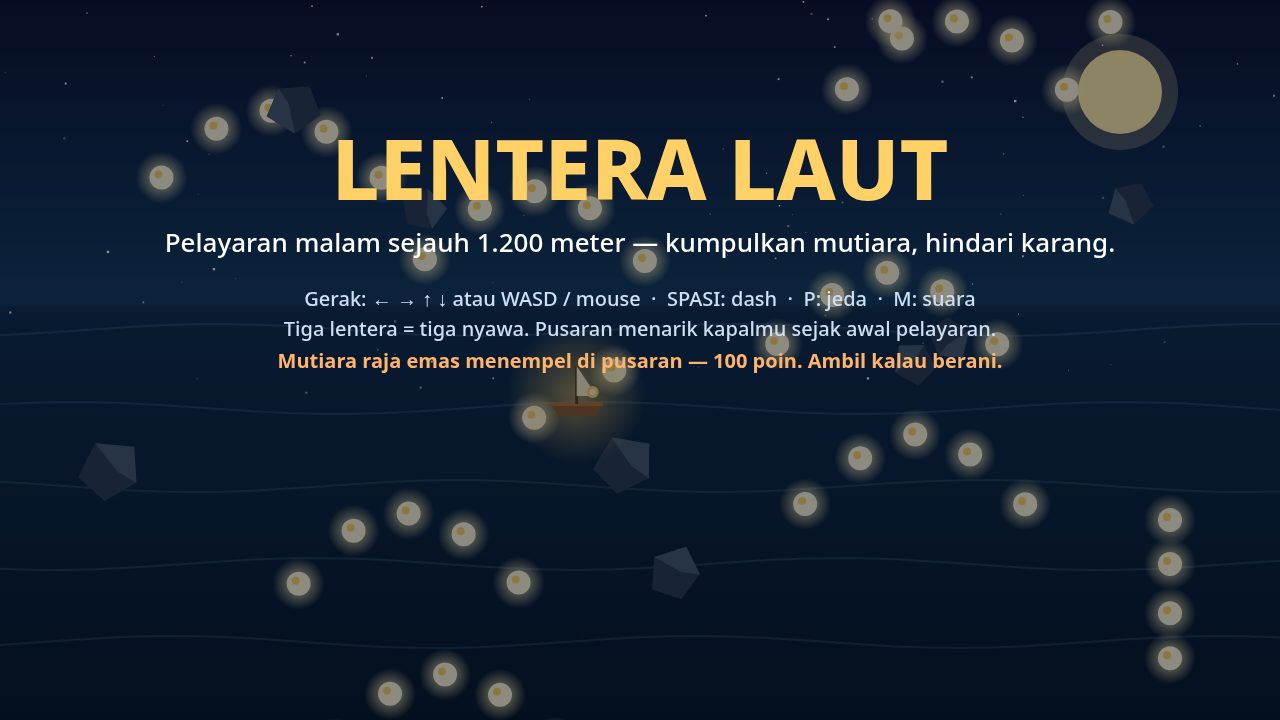 LENTERA LAUT
Pelayaran malam sejauh 1.200 meter — kumpulkan mutiara, hindari karang.
Gerak: ← → ↑ ↓ atau WASD / mouse · SPASI: dash · P: jeda · M: suara
Tiga lentera = tiga nyawa. Pusaran menarik kapalmu sejak awal pelayaran.
Mutiara raja emas menempel di pusaran — 100 poin. Ambil kalau berani.